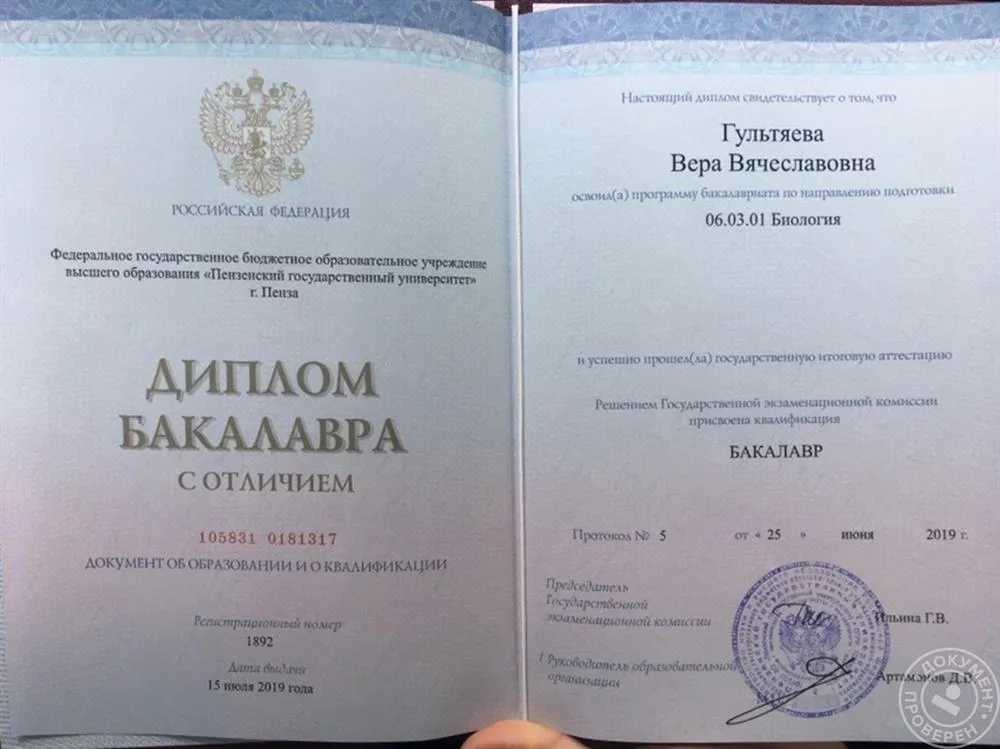 РОССИЙСКАЯ ФЕДЕРАЦИЯ
Федеральное государственное бюджетное образовательное учреждение
высшего образования «Пензенский государственный университет»
г. Пенза
ДИПЛОМ
БАКАЛАВРА
С ОТЛИЧИЕМ
105831 0181317
ДОКУМЕНТ ОБ ОБРАЗОВАНИИ И О КВАЛИФИКАЦИИ
Регистрационный номер
1892
Дата выдачи
15 июля 2019 года
Настоящий диплом свидетельствует о том, что
Гультяева
Вера Вячеславовна
освоил(а) программу бакалавриата по направлению подготовки
06.03.01 Биология
и успешно прошел(ла) государственную итоговую аттестацию
Решением Государственной экзаменационной комиссии
присвоена квалификация
БАКАЛАВР
Протокол № 5 от « 25 » июня 2019 г.
Председатель
Государственной
экзаменационной комиссии
Ильина Г.В.
Руководитель образовательной
организации
Артамонов Д.В.
ДОКУМЕНТ
ПРОВЕРЕН